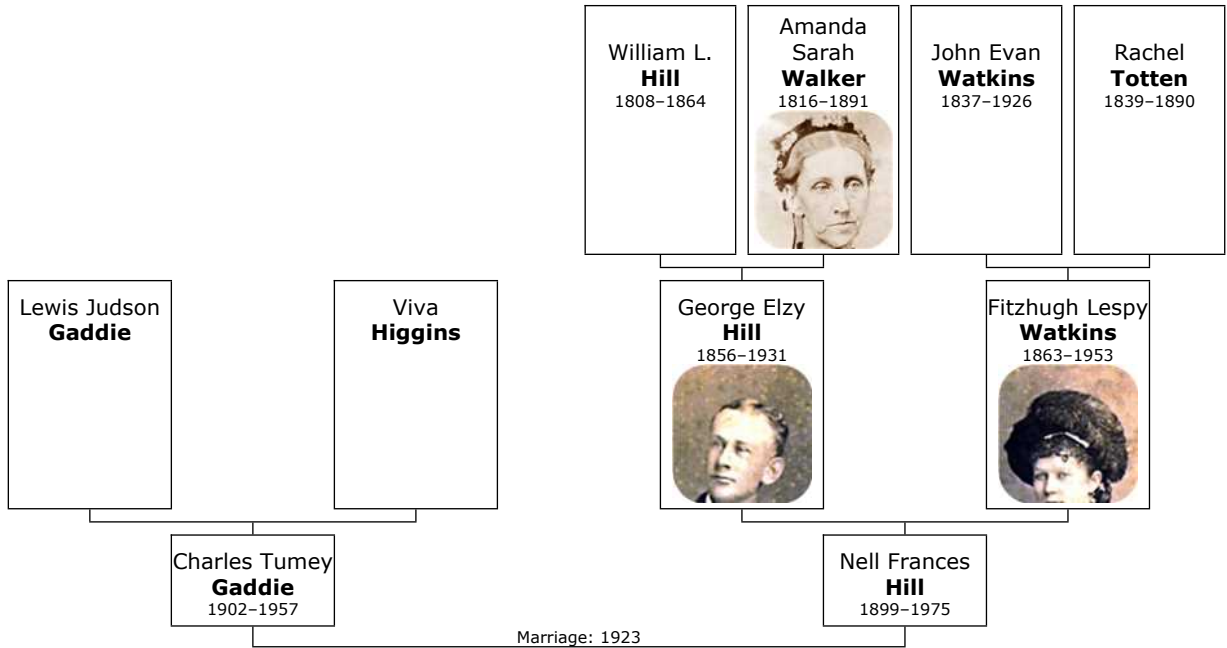 William L.
Hill
1808–1864
Amanda
Sarah
Walker
1816–1891
John Evan
Watkins
1837–1926
Rachel
Totten
1839–1890
Lewis Judson
Gaddie
Viva
Higgins
George Elzy
Hill
1856–1931
Fitzhugh Lespy
Watkins
1863–1953
Charles Tumey
Gaddie
1902–1957
Nell Frances
Hill
1899–1975
Marriage: 1923